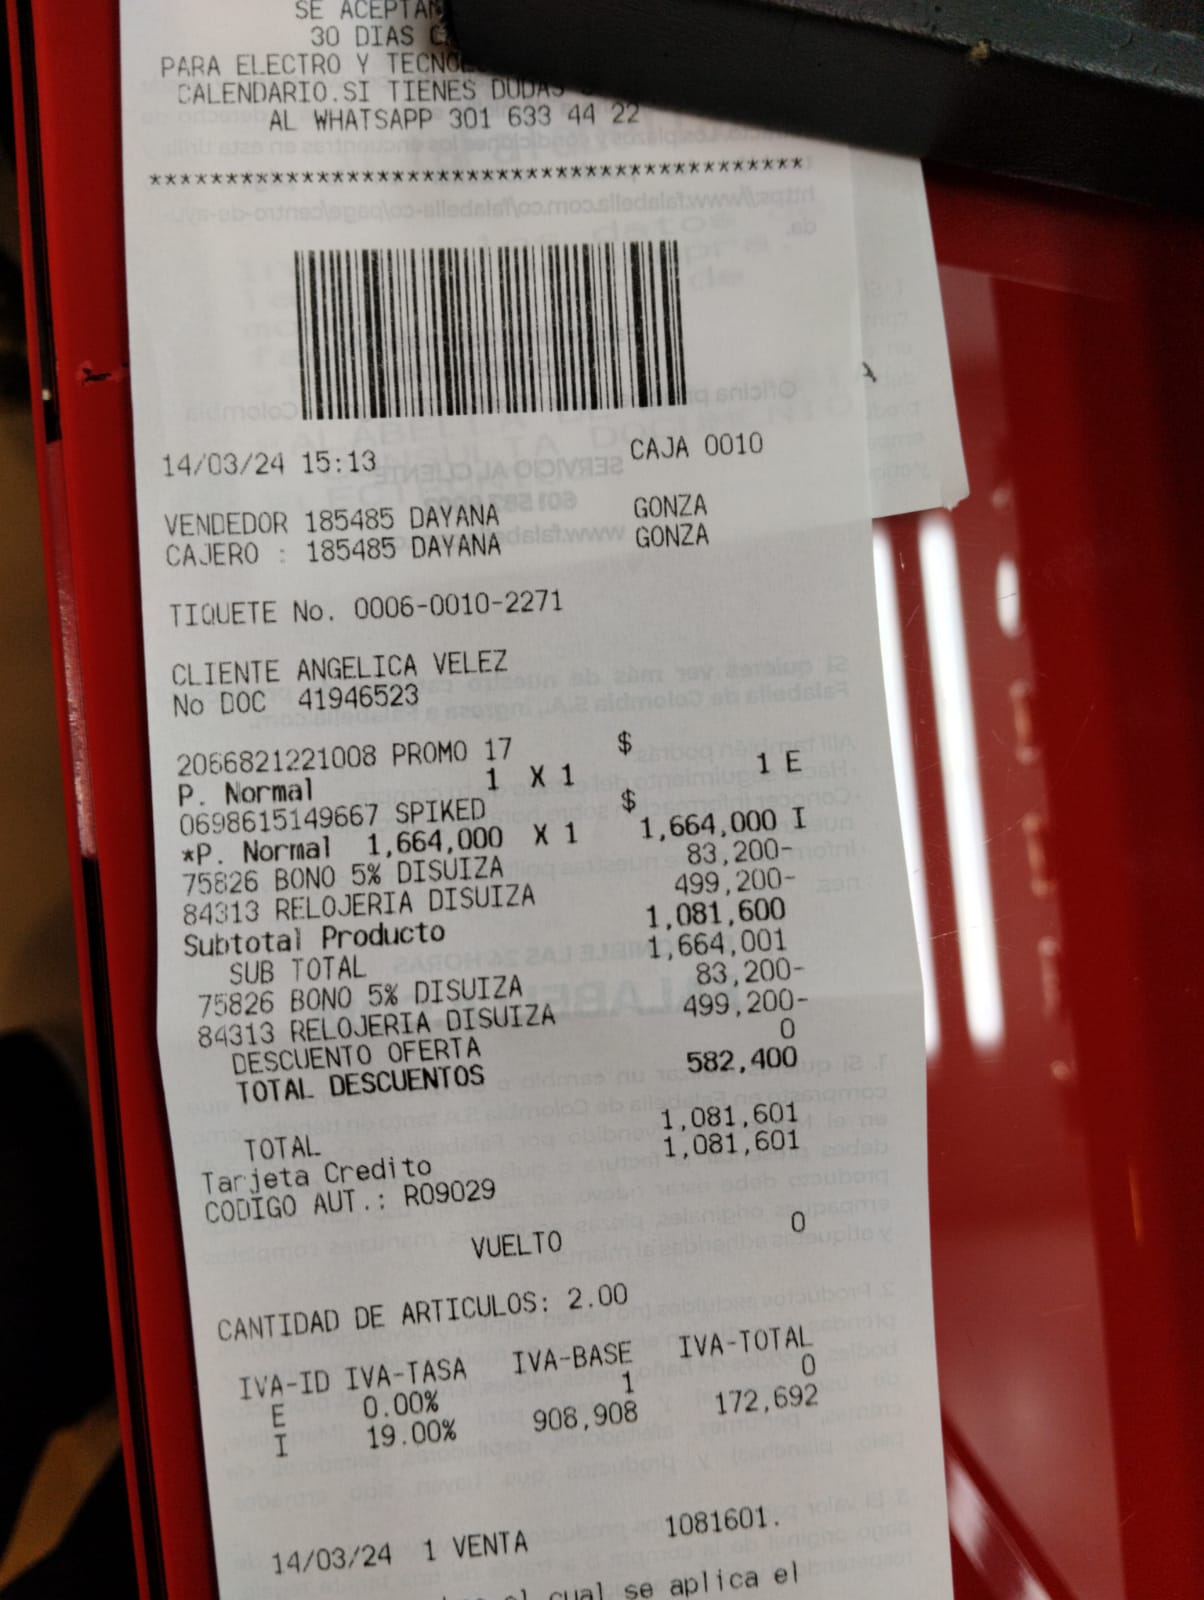 SE ACEPTAN
30 DIAS
PARA ELECTRO Y
CALENDARIO.SI TIENES DUDAS
AL WHATSAPP 301 633 44 22
*******************************************
14/03/24 15:13 CAJA 0010
VENDEDOR 185485 DAYANA GONZA
CAJERO : 185485 DAYANA GONZA
TIQUETE No. 0006-0010-2271
CLIENTE ANGELICA VELEZ
No DOC 41946523
2066821221008 PROMO 17 $
P. Normal 1 X 1 1 E
0698615149667 SPIKED $
*P. Normal 1,664,000 X 1 1,664,000 I
75826 BONO 5% DISUIZA 83,200-
84313 RELOJERIA DISUIZA 499,200-
Subtotal Producto 1,081,600
SUB TOTAL 1,664,001
75826 BONO 5% DISUIZA 83,200-
84313 RELOJERIA DISUIZA 499,200-
DESCUENTO OFERTA 0
TOTAL DESCUENTOS 582,400
TOTAL 1,081,601
Tarjeta Credito 1,081,601
CODIGO AUT.: R09029
VUELTO 0
CANTIDAD DE ARTICULOS: 2.00
IVA-ID IVA-TASA IVA-BASE IVA-TOTAL
E 0.00% 1 0
I 19.00% 908,908 172,692
14/03/24 1 VENTA 1081601.
el cual se aplica el